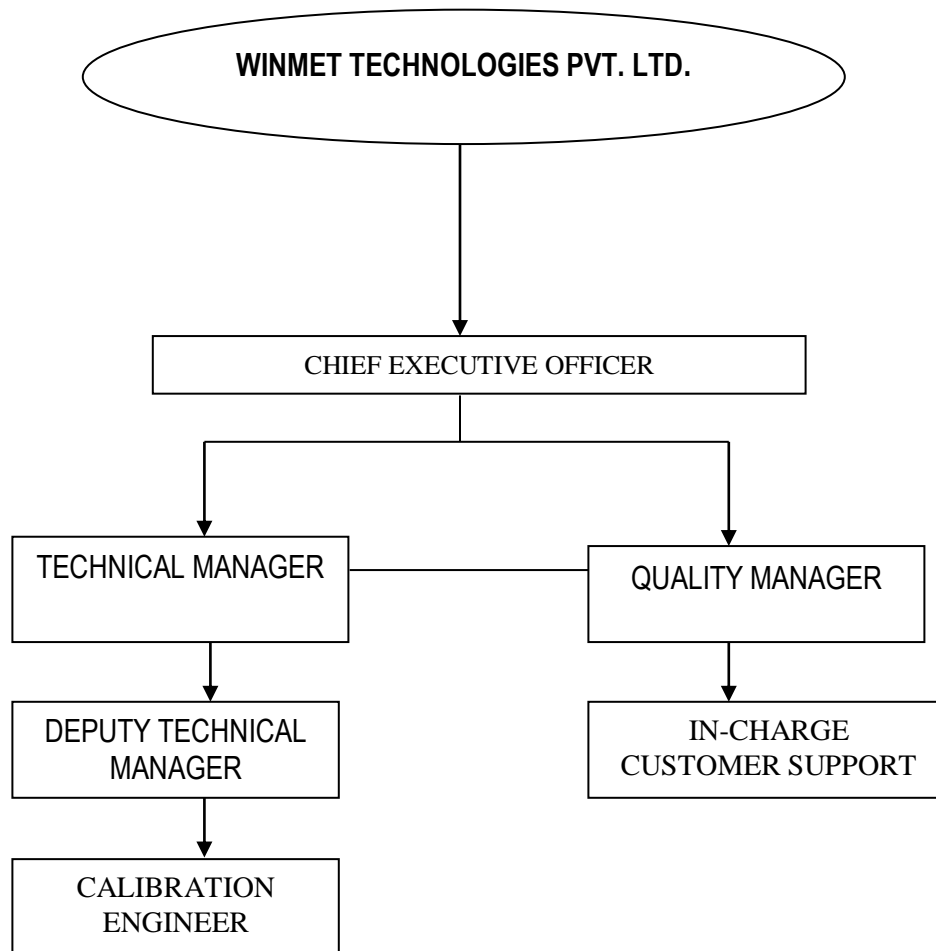 WINMET TECHNOLOGIES PVT. LTD.
CHIEF EXECUTIVE OFFICER
TECHNICAL MANAGER
QUALITY MANAGER
DEPUTY TECHNICAL
MANAGER
IN-CHARGE
CUSTOMER SUPPORT
CALIBRATION
ENGINEER